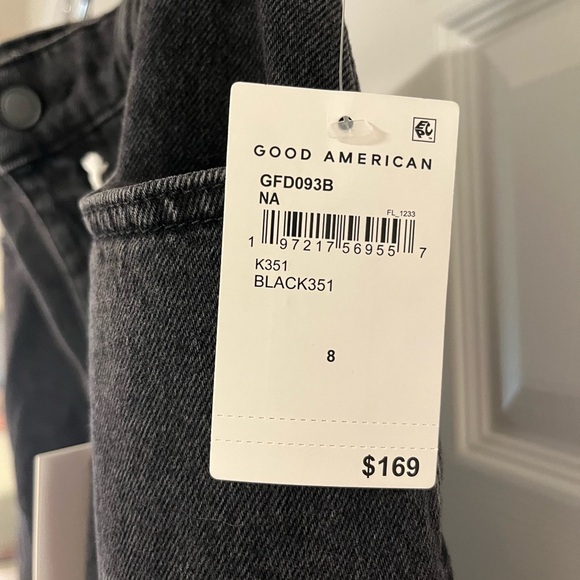 GOOD AMERICAN
GFD093B
NA
FL_1233
1 97217 56955 7
K351
BLACK351
8
$169